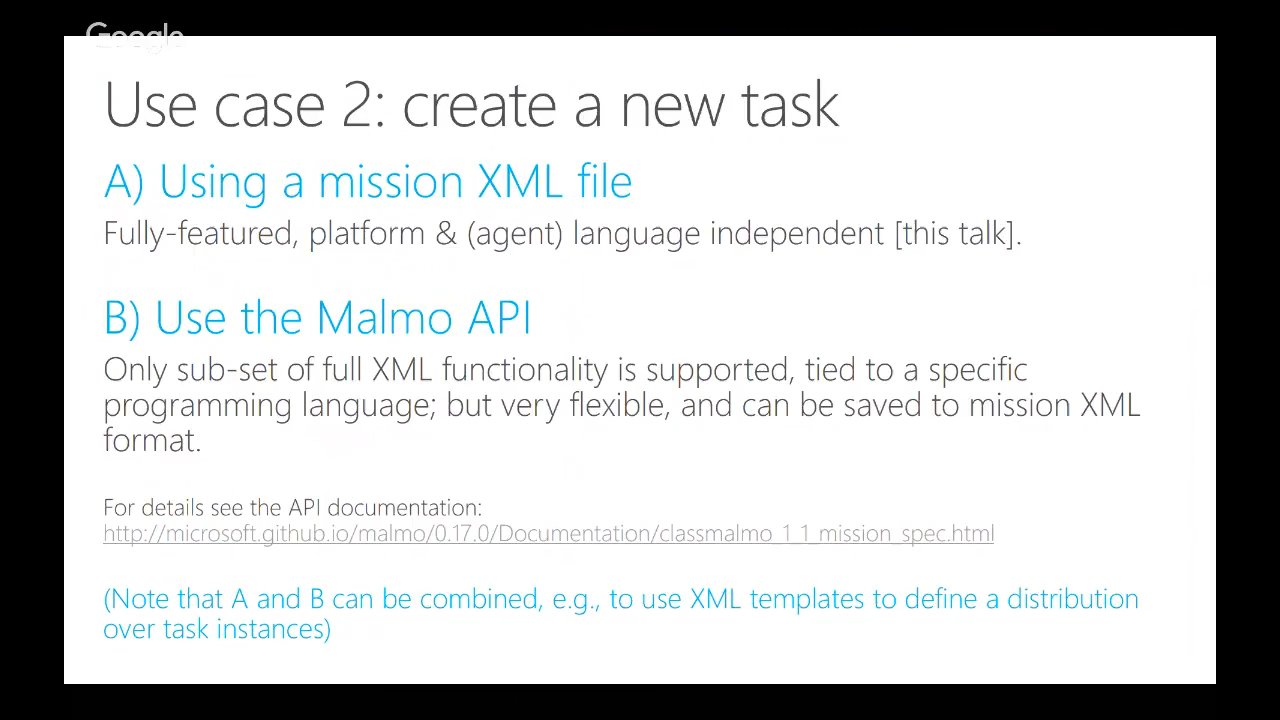 Google
Use case 2: create a new task
A) Using a mission XML file
Fully-featured, platform & (agent) language independent [this talk].
B) Use the Malmo API
Only sub-set of full XML functionality is supported, tied to a specific
programming language; but very flexible, and can be saved to mission XML
format.
For details see the API documentation:
http://microsoft.github.io/malmo/0.17.0/Documentation/classmalmo_1_1_mission_spec.html
(Note that A and B can be combined, e.g., to use XML templates to define a distribution
over task instances)